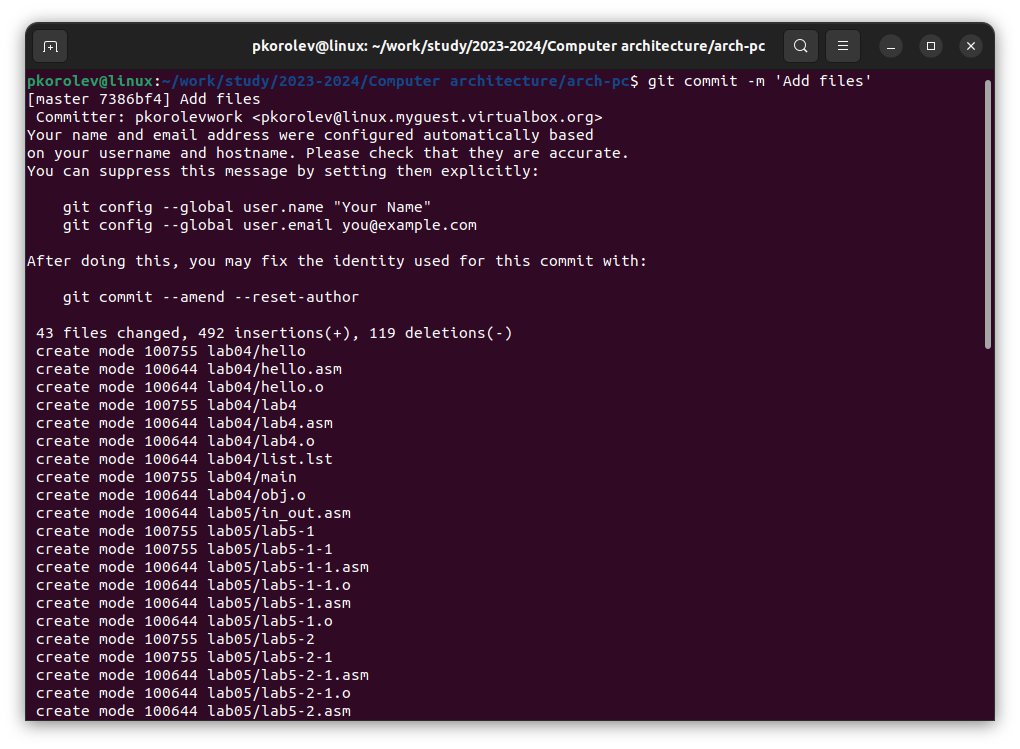 pkorolev@linux: ~/work/study/2023-2024/Computer architecture/arch-pc
pkorolev@linux:~/work/study/2023-2024/Computer architecture/arch-pc$ git commit -m 'Add files'
[master 7386bf4] Add files
 Committer: pkorolevwork <pkorolev@linux.myguest.virtualbox.org>
Your name and email address were configured automatically based
on your username and hostname. Please check that they are accurate.
You can suppress this message by setting them explicitly:

    git config --global user.name "Your Name"
    git config --global user.email you@example.com

After doing this, you may fix the identity used for this commit with:

    git commit --amend --reset-author

 43 files changed, 492 insertions(+), 119 deletions(-)
 create mode 100755 lab04/hello
 create mode 100644 lab04/hello.asm
 create mode 100644 lab04/hello.o
 create mode 100755 lab04/lab4
 create mode 100644 lab04/lab4.asm
 create mode 100644 lab04/lab4.o
 create mode 100644 lab04/list.lst
 create mode 100755 lab04/main
 create mode 100644 lab04/obj.o
 create mode 100644 lab05/in_out.asm
 create mode 100755 lab05/lab5-1
 create mode 100755 lab05/lab5-1-1
 create mode 100644 lab05/lab5-1-1.asm
 create mode 100644 lab05/lab5-1-1.o
 create mode 100644 lab05/lab5-1.asm
 create mode 100644 lab05/lab5-1.o
 create mode 100755 lab05/lab5-2
 create mode 100755 lab05/lab5-2-1
 create mode 100644 lab05/lab5-2-1.asm
 create mode 100644 lab05/lab5-2-1.o
 create mode 100644 lab05/lab5-2.asm